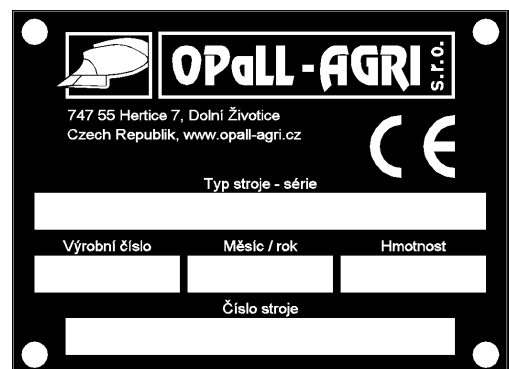 OPaLL-AGRI s.r.o.
747 55 Hertice 7, Dolní Životice
Czech Republik, www.opall-agri.cz
CE
Typ stroje - série
Výrobní číslo Měsíc / rok Hmotnost
Číslo stroje